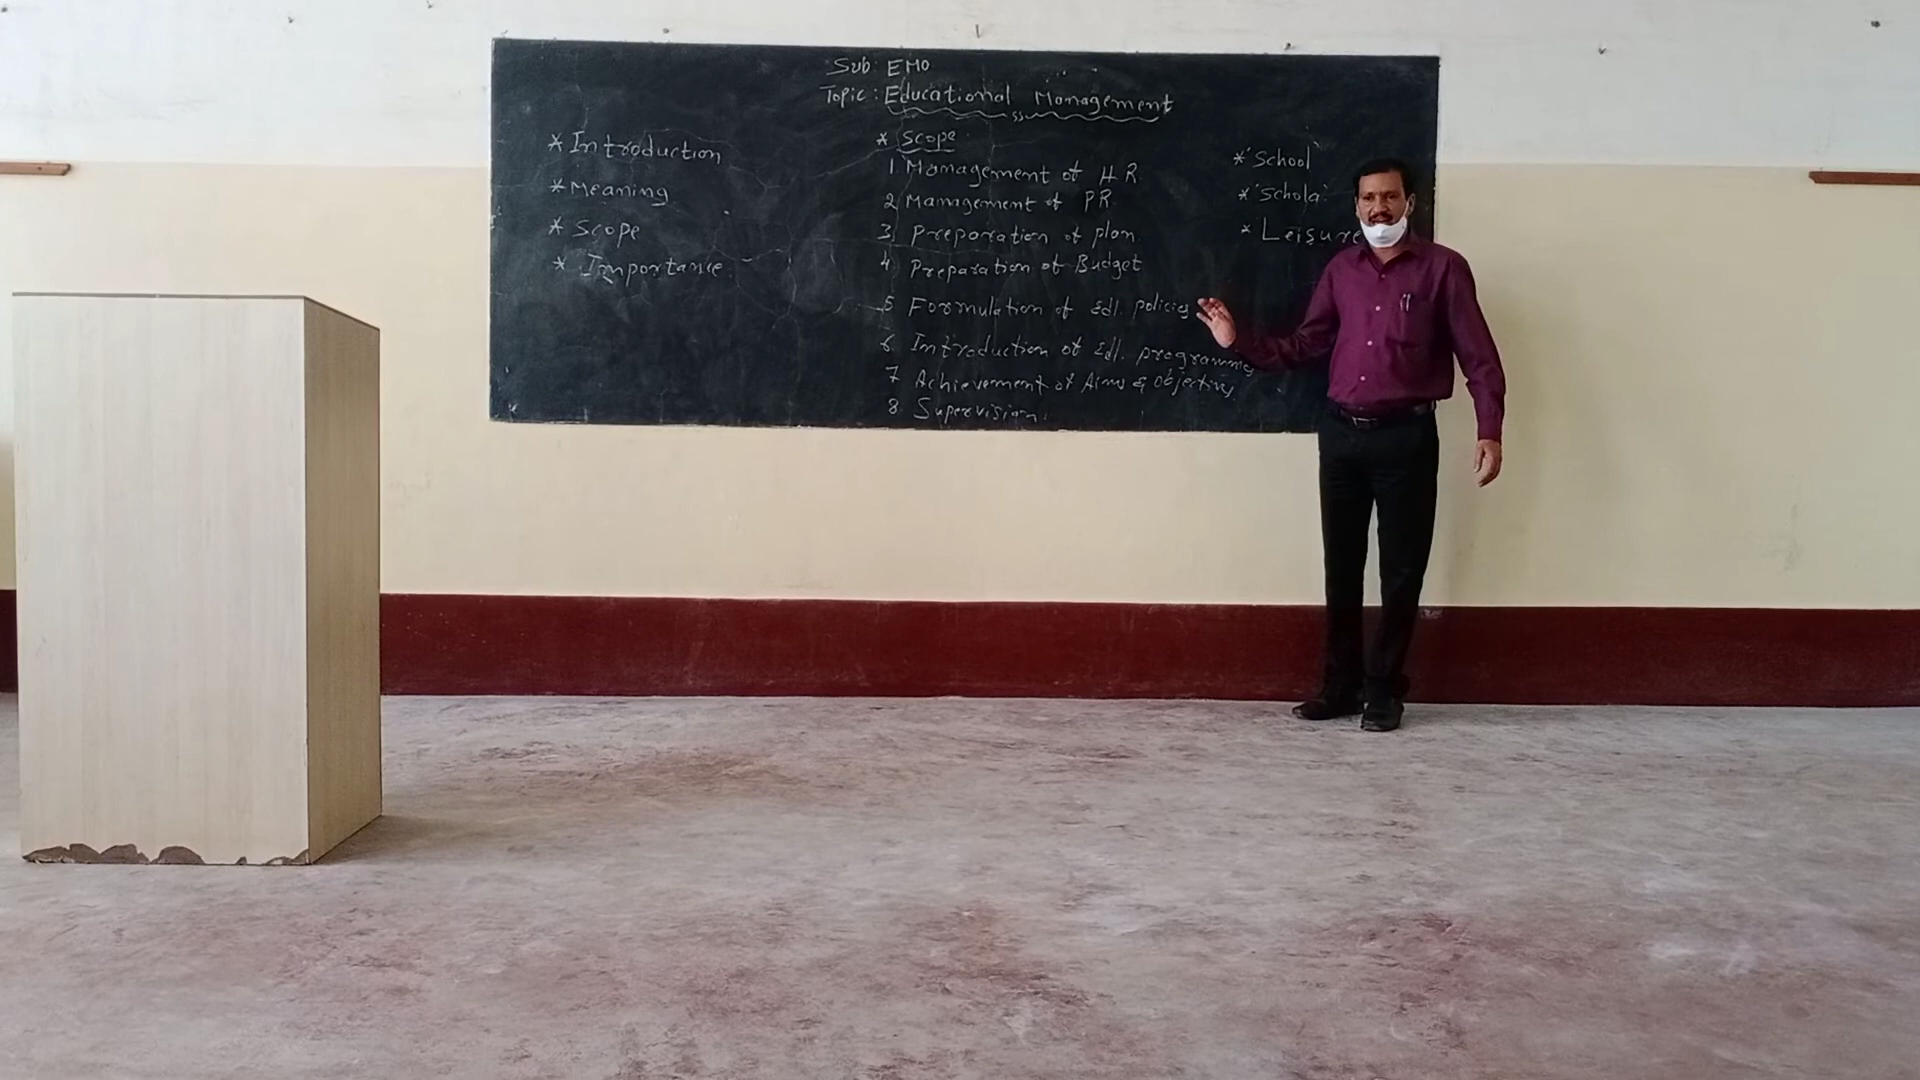 Sub: EMO
Topic: Educational Management
* Introduction
* Meaning
* Scope
* Importance.
* Scope
1. Management of HR
2 Management of PR.
3. Preparation of plan.
4. Preparation of Budget
5 Formulation of Edl. policies
6. Introduction of Edl. programmes
7. Achievement of Aims & Objectives
8. Supervision.
* 'School'
* 'Schola'
* Leisure